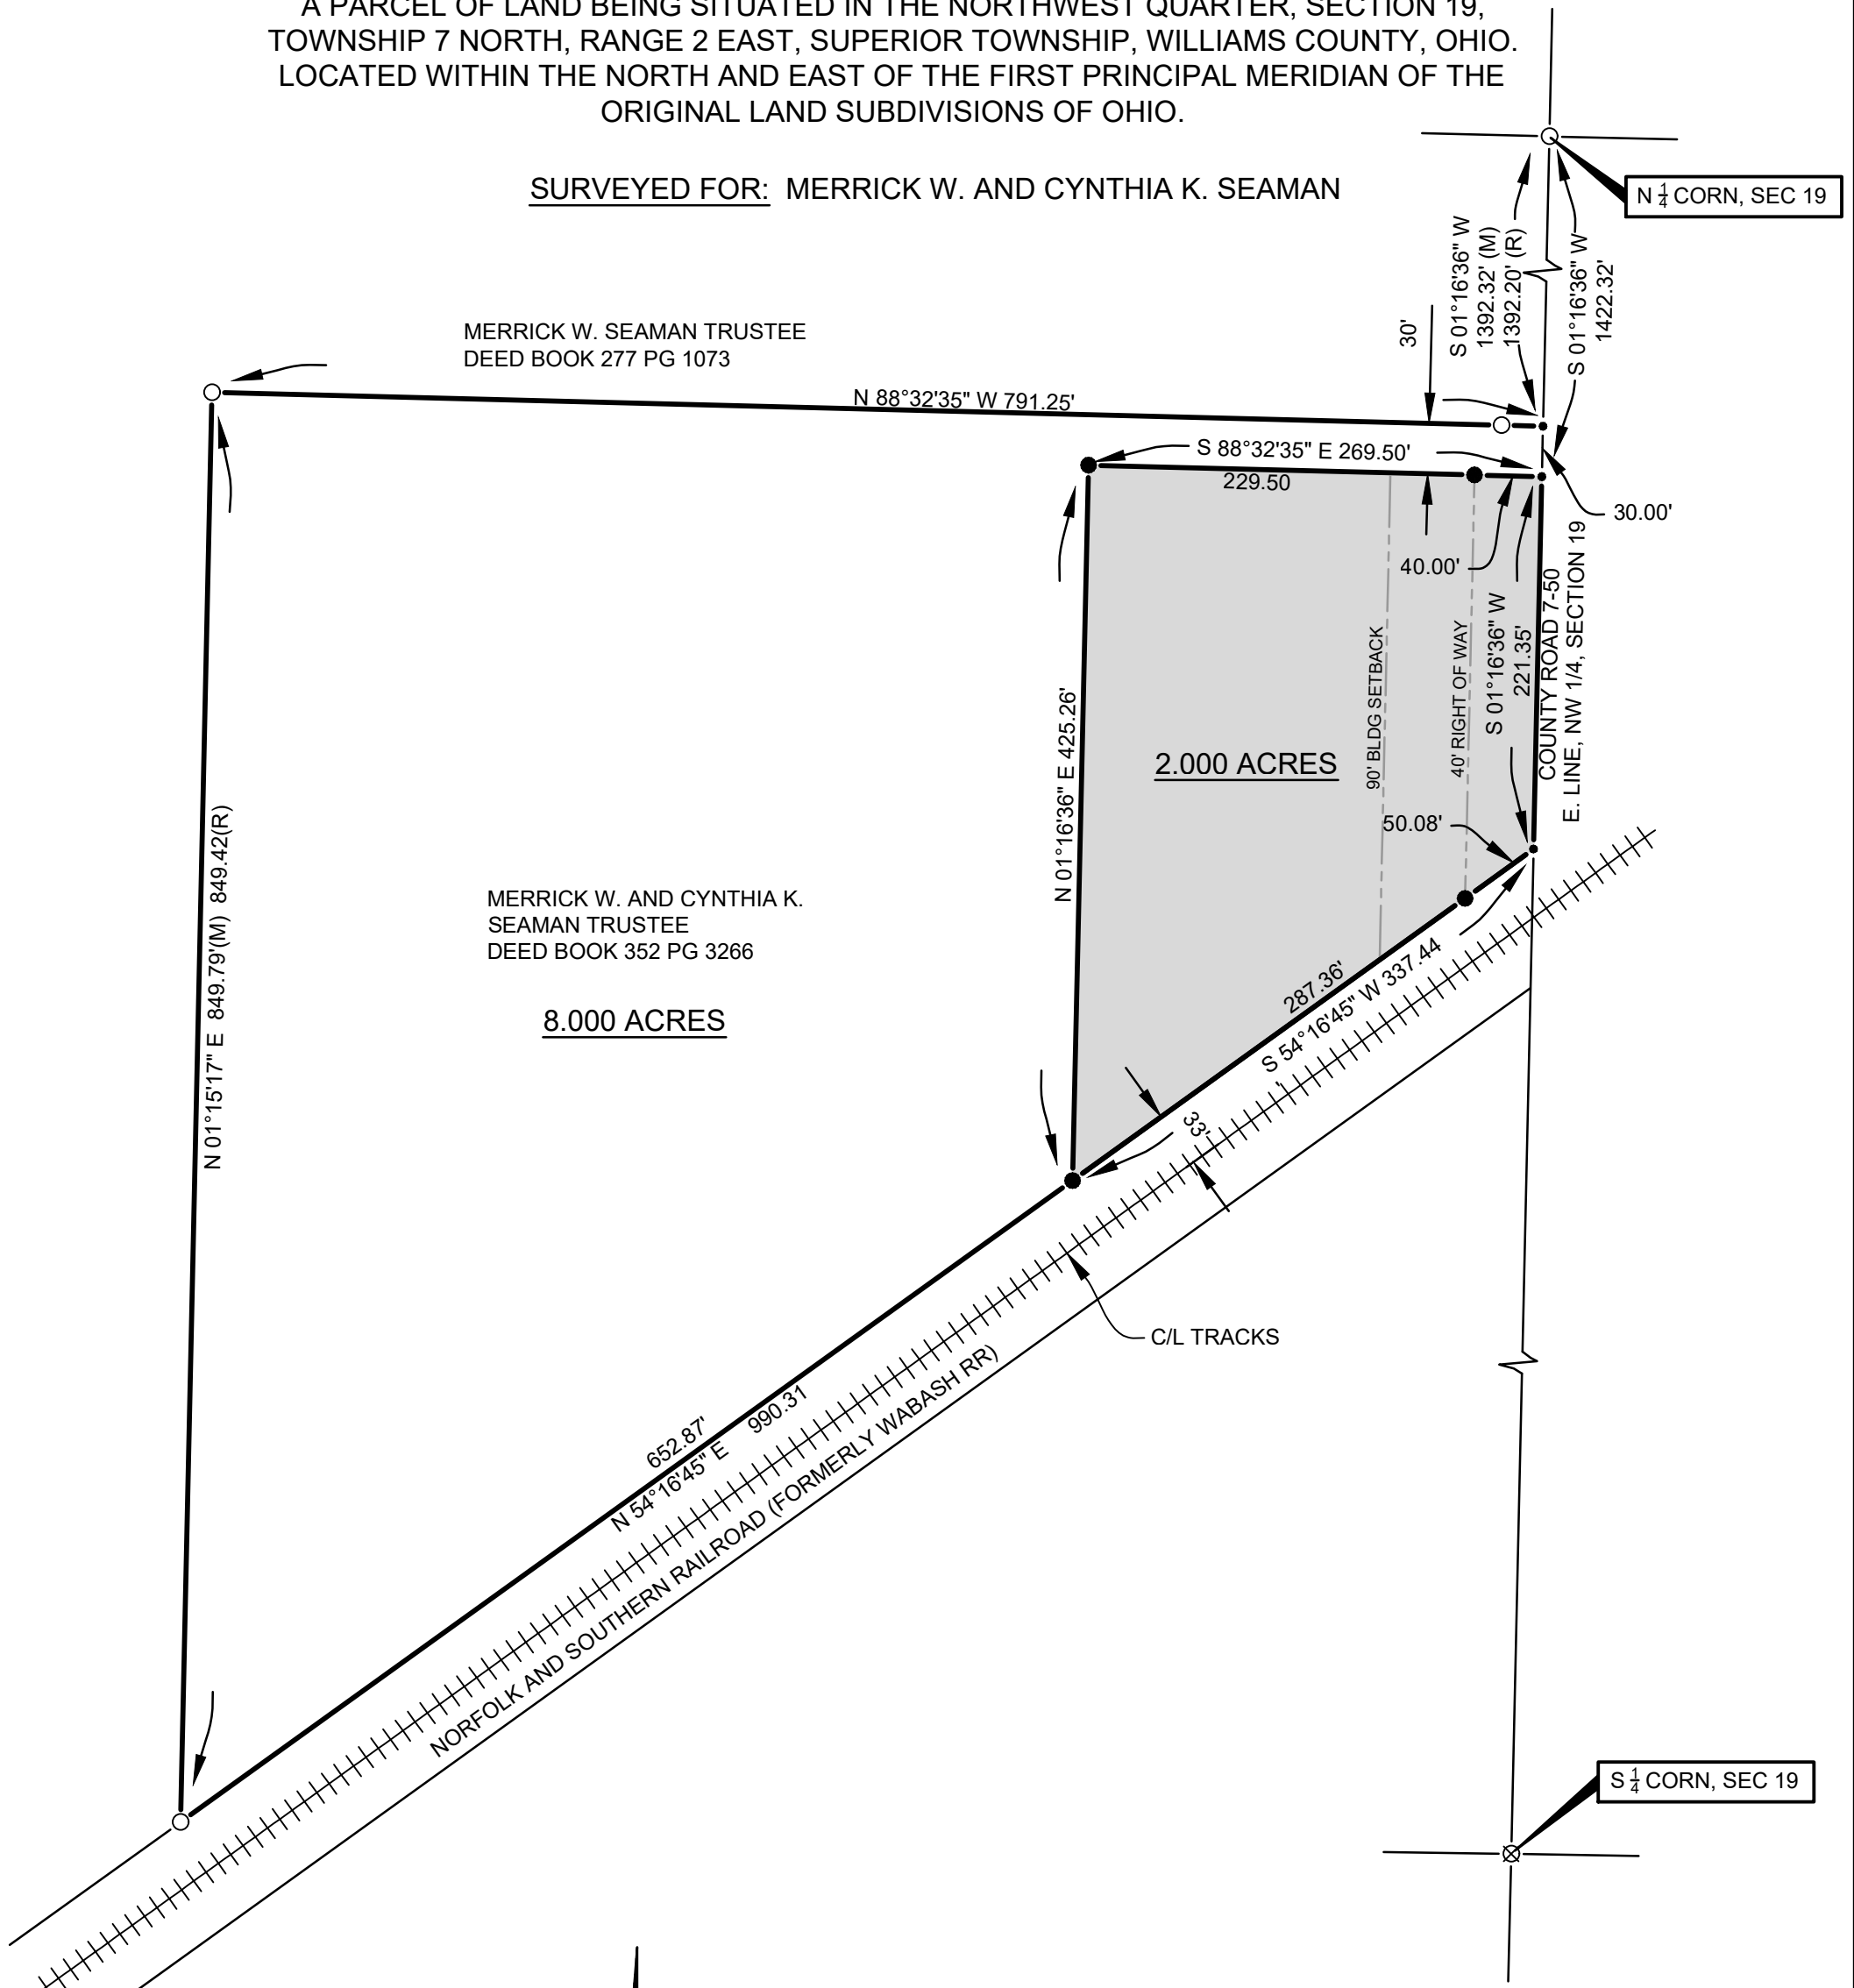 A PARCEL OF LAND BEING SITUATED IN THE NORTHWEST QUARTER, SECTION 19,
TOWNSHIP 7 NORTH, RANGE 2 EAST, SUPERIOR TOWNSHIP, WILLIAMS COUNTY, OHIO.
LOCATED WITHIN THE NORTH AND EAST OF THE FIRST PRINCIPAL MERIDIAN OF THE
ORIGINAL LAND SUBDIVISIONS OF OHIO.
SURVEYED FOR: MERRICK W. AND CYNTHIA K. SEAMAN
N 1/4 CORN, SEC 19
S 01°16'36" W
1392.32' (M)
1392.20' (R)
S 01°16'36" W
1422.32'
30'
MERRICK W. SEAMAN TRUSTEE
DEED BOOK 277 PG 1073
N 88°32'35" W 791.25'
S 88°32'35" E 269.50'
229.50
30.00'
40.00'
COUNTY ROAD 7-50
E. LINE, NW 1/4, SECTION 19
S 01°16'36" W
221.35'
90' BLDG SETBACK
40' RIGHT OF WAY
N 01°16'36" E 425.26'
2.000 ACRES
50.08'
N 01°15'17" E 849.79'(M) 849.42(R)
MERRICK W. AND CYNTHIA K.
SEAMAN TRUSTEE
DEED BOOK 352 PG 3266
8.000 ACRES
287.36'
S 54°16'45" W 337.44
'
33'
C/L TRACKS
652.87'
N 54°16'45" E 990.31
NORFOLK AND SOUTHERN RAILROAD (FORMERLY WABASH RR)
S 1/4 CORN, SEC 19